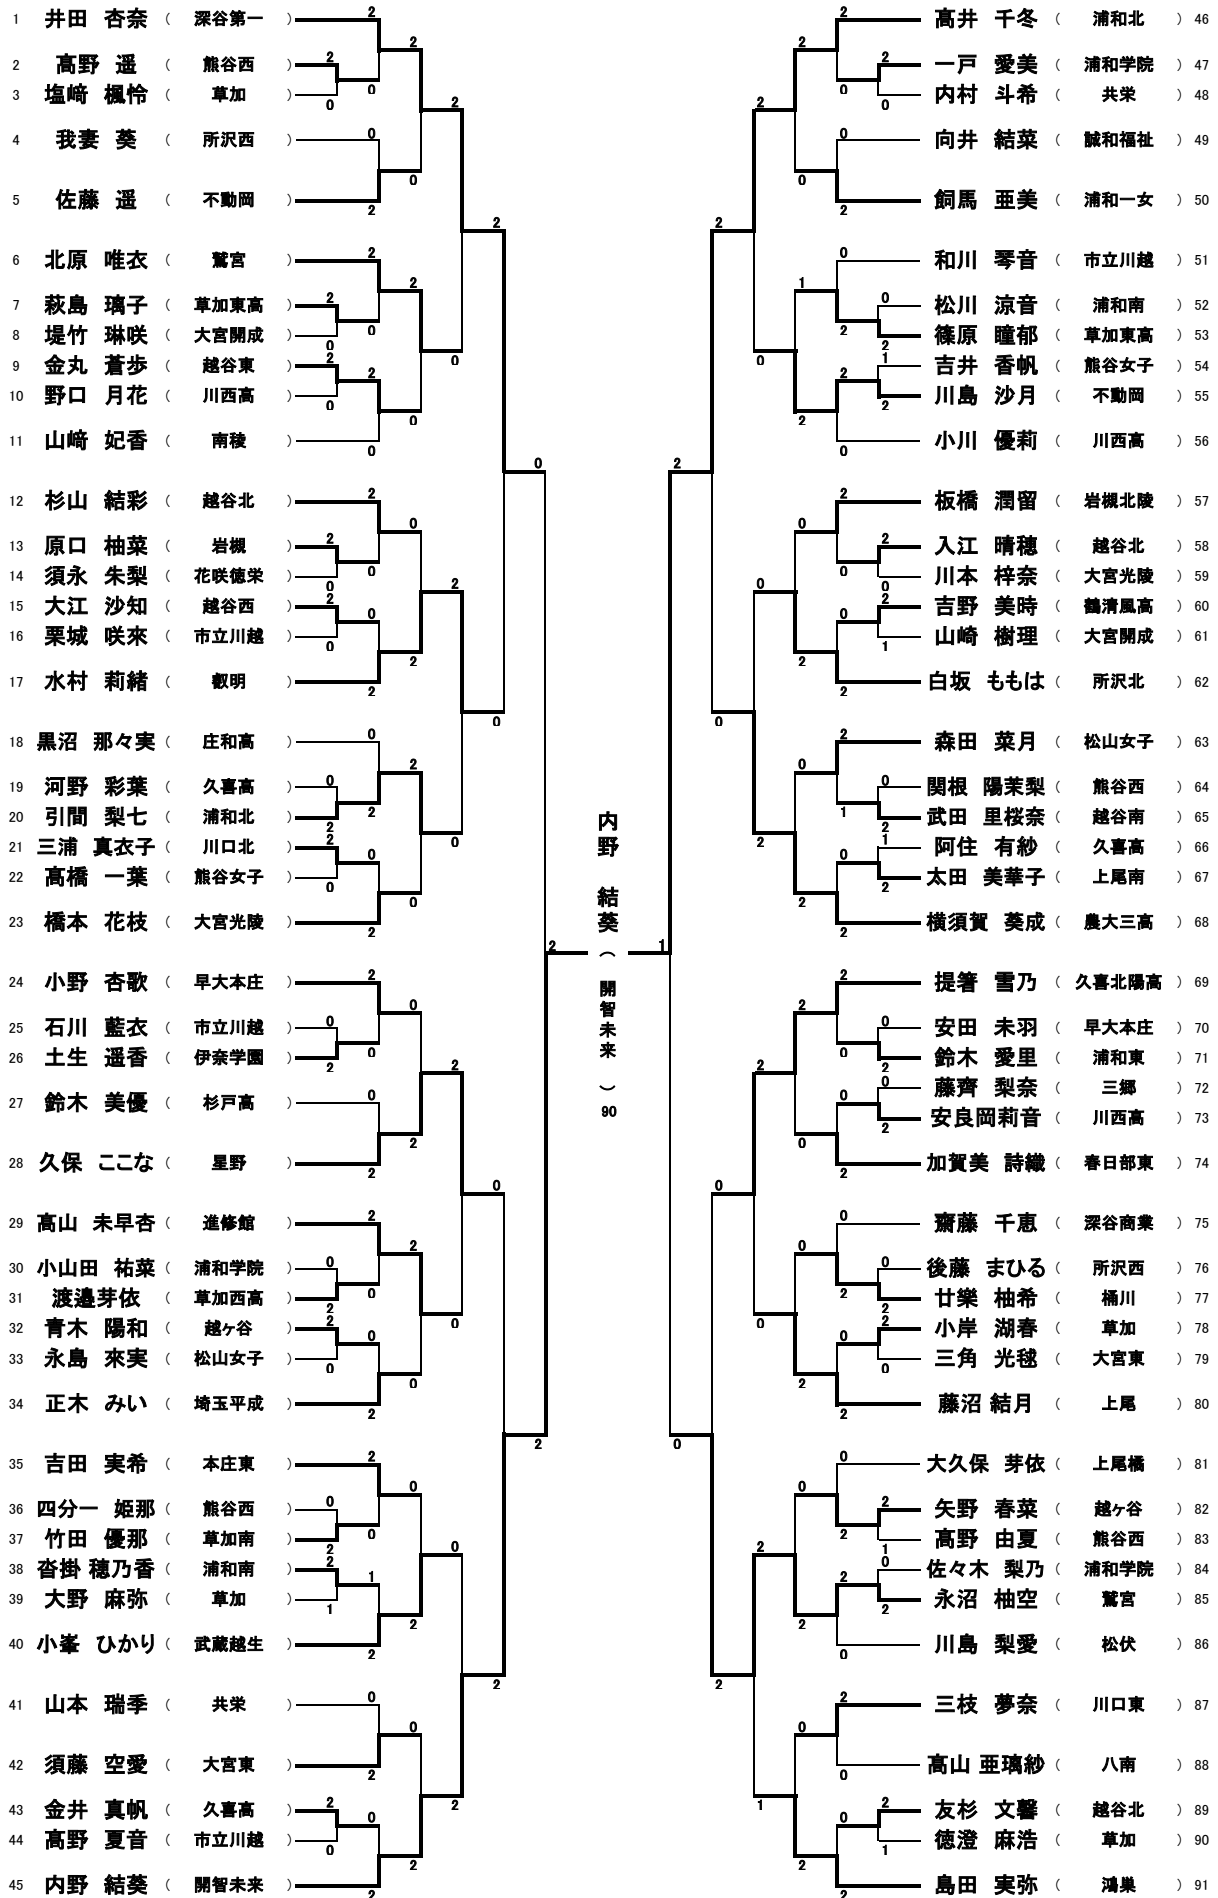 1 井田 杏奈 （ 深谷第一 ）
2 髙野 遥 （ 熊谷西 ）
3 塩﨑 楓怜 （ 草加 ）
4 我妻 葵 （ 所沢西 ）
5 佐藤 遥 （ 不動岡 ）
6 北原 唯衣 （ 鷲宮 ）
7 萩島 璃子 （ 草加東高 ）
8 堤竹 琳咲 （ 大宮開成 ）
9 金丸 蒼歩 （ 越谷東 ）
10 野口 月花 （ 川西高 ）
11 山﨑 妃香 （ 南稜 ）
12 杉山 結彩 （ 越谷北 ）
13 原口 柚菜 （ 岩槻 ）
14 須永 朱梨 （ 花咲徳栄 ）
15 大江 沙知 （ 越谷西 ）
16 栗城 咲來 （ 市立川越 ）
17 水村 莉緒 （ 叡明 ）
18 黒沼 那々実 （ 庄和高 ）
19 河野 彩葉 （ 久喜高 ）
20 引間 梨七 （ 浦和北 ）
21 三浦 真衣子 （ 川口北 ）
22 髙橋 一葉 （ 熊谷女子 ）
23 橋本 花枝 （ 大宮光陵 ）
24 小野 杏歌 （ 早大本庄 ）
25 石川 藍衣 （ 市立川越 ）
26 土生 遥香 （ 伊奈学園 ）
27 鈴木 美優 （ 杉戸高 ）
28 久保 ここな （ 星野 ）
29 髙山 未早杏 （ 進修館 ）
30 小山田 祐菜 （ 浦和学院 ）
31 渡邉芽依 （ 草加西高 ）
32 青木 陽和 （ 越ヶ谷 ）
33 永島 來実 （ 松山女子 ）
34 正木 みい （ 埼玉平成 ）
35 吉田 実希 （ 本庄東 ）
36 四分一 姫那 （ 熊谷西 ）
37 竹田 優那 （ 草加南 ）
38 沓掛 穂乃香 （ 浦和南 ）
39 大野 麻弥 （ 草加 ）
40 小峯 ひかり （ 武蔵越生 ）
41 山本 瑞季 （ 共栄 ）
42 須藤 空愛 （ 大宮東 ）
43 金井 真帆 （ 久喜高 ）
44 髙野 夏音 （ 市立川越 ）
45 内野 結葵 （ 開智未来 ）
内野 結葵 （ 開智未来 ） 90
髙井 千冬 （ 浦和北 ） 46
一戸 愛美 （ 浦和学院 ） 47
内村 斗希 （ 共栄 ） 48
向井 結菜 （ 誠和福祉 ） 49
飼馬 亜美 （ 浦和一女 ） 50
和川 琴音 （ 市立川越 ） 51
松川 涼音 （ 浦和南 ） 52
篠原 瞳郁 （ 草加東高 ） 53
吉井 香帆 （ 熊谷女子 ） 54
川島 沙月 （ 不動岡 ） 55
小川 優莉 （ 川西高 ） 56
板橋 潤留 （ 岩槻北陵 ） 57
入江 晴穂 （ 越谷北 ） 58
川本 梓奈 （ 大宮光陵 ） 59
吉野 美時 （ 鶴清風高 ） 60
山崎 樹理 （ 大宮開成 ） 61
白坂 ももは （ 所沢北 ） 62
森田 菜月 （ 松山女子 ） 63
関根 陽茉梨 （ 熊谷西 ） 64
武田 里桜奈 （ 越谷南 ） 65
阿住 有紗 （ 久喜高 ） 66
太田 美華子 （ 上尾南 ） 67
横須賀 葵成 （ 農大三高 ） 68
提箸 雪乃 （ 久喜北陽高 ） 69
安田 未羽 （ 早大本庄 ） 70
鈴木 愛里 （ 浦和東 ） 71
藤齊 梨奈 （ 三郷 ） 72
安良岡莉音 （ 川西高 ） 73
加賀美 詩織 （ 春日部東 ） 74
齋藤 千恵 （ 深谷商業 ） 75
後藤 まひる （ 所沢西 ） 76
廿樂 柚希 （ 桶川 ） 77
小岸 湖春 （ 草加 ） 78
三角 光毬 （ 大宮東 ） 79
藤沼 結月 （ 上尾 ） 80
大久保 芽依 （ 上尾橘 ） 81
矢野 春菜 （ 越ヶ谷 ） 82
髙野 由夏 （ 熊谷西 ） 83
佐々木 梨乃 （ 浦和学院 ） 84
永沼 柚空 （ 鷲宮 ） 85
川島 梨愛 （ 松伏 ） 86
三枝 夢奈 （ 川口東 ） 87
髙山 亜璃紗 （ 八南 ） 88
友杉 文馨 （ 越谷北 ） 89
徳澄 麻浩 （ 草加 ） 90
島田 実弥 （ 鴻巣 ） 91